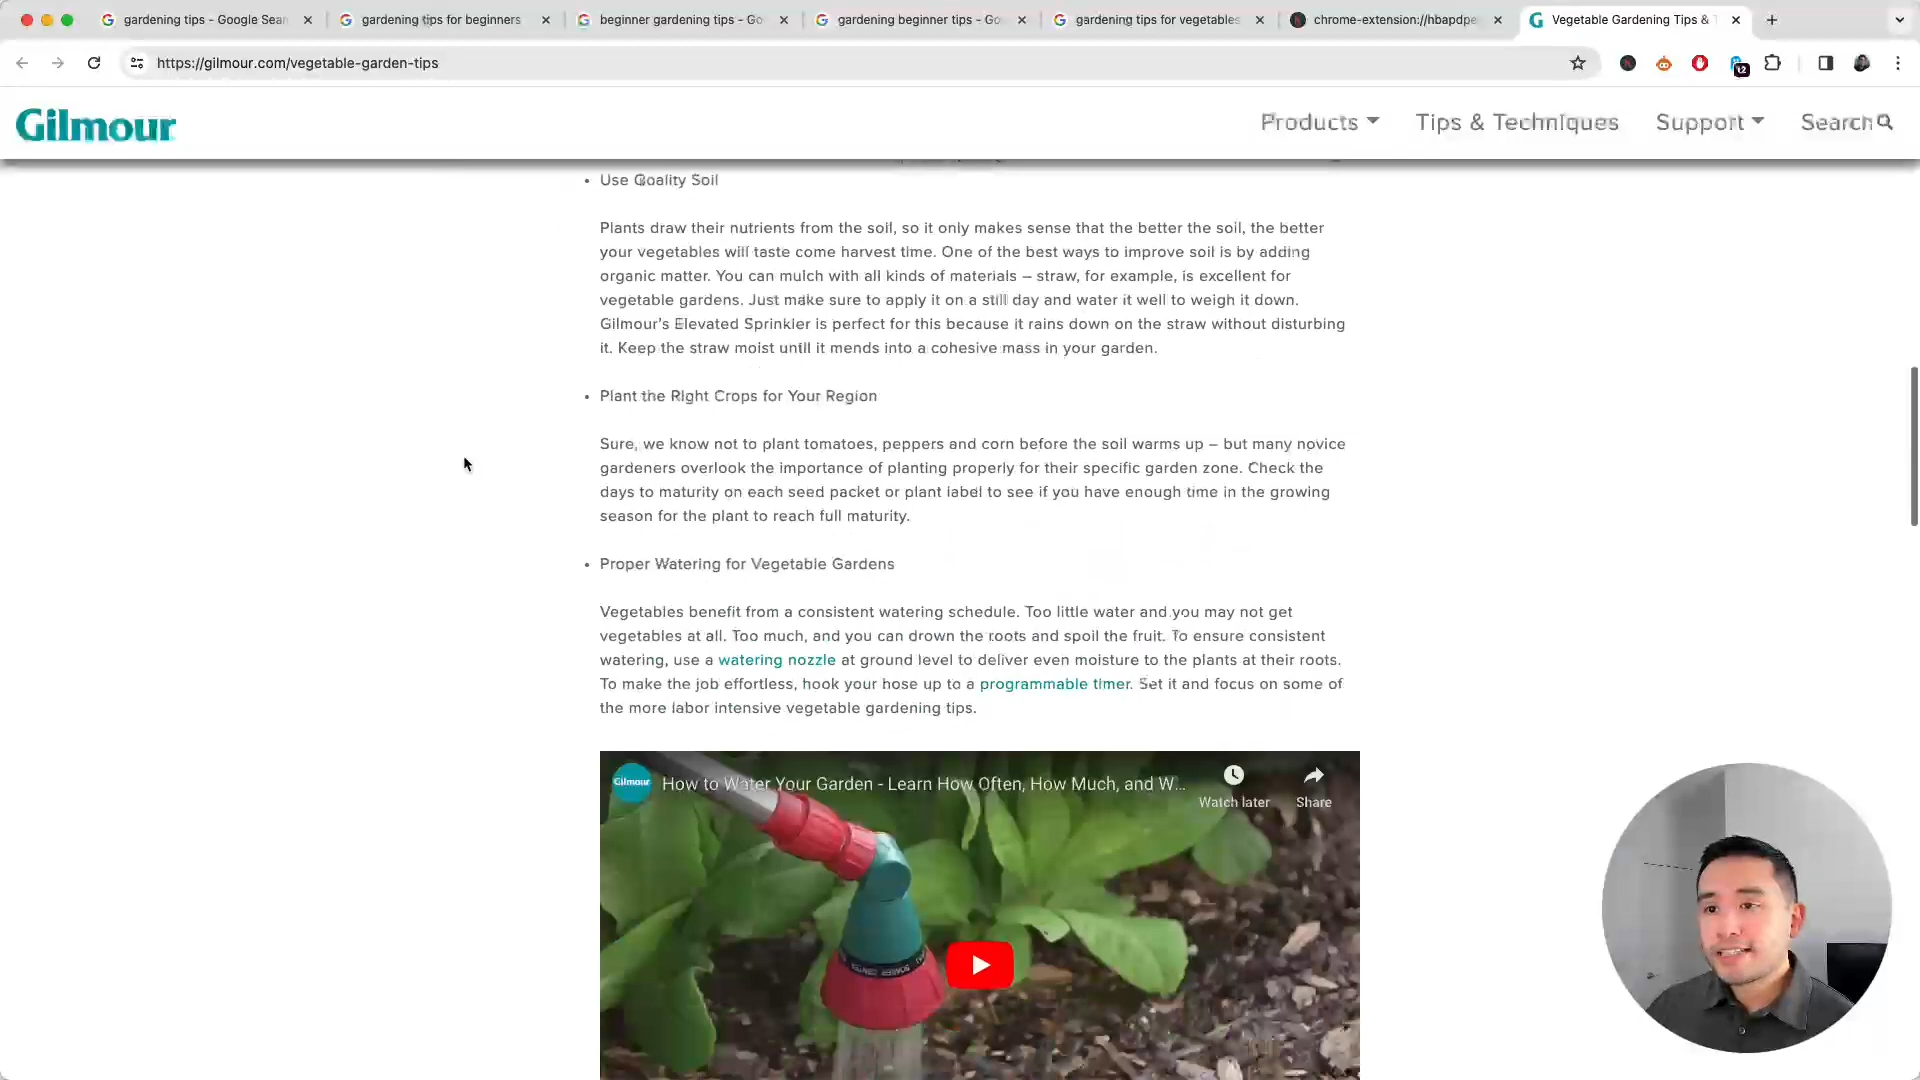 gardening tips - Google Sear
gardening tips for beginners
beginner gardening tips - Go
gardening beginner tips - Go
gardening tips for vegetables
chrome-extension://hbapdpe
Vegetable Gardening Tips &
https://gilmour.com/vegetable-garden-tips
12
Gilmour
Products
Tips & Techniques
Support
Search
• Use Quality Soil
Plants draw their nutrients from the soil, so it only makes sense that the better the soil, the better
your vegetables will taste come harvest time. One of the best ways to improve soil is by adding
organic matter. You can mulch with all kinds of materials – straw, for example, is excellent for
vegetable gardens. Just make sure to apply it on a still day and water it well to weigh it down.
Gilmour's Elevated Sprinkler is perfect for this because it rains down on the straw without disturbing
it. Keep the straw moist until it mends into a cohesive mass in your garden.
• Plant the Right Crops for Your Region
Sure, we know not to plant tomatoes, peppers and corn before the soil warms up – but many novice
gardeners overlook the importance of planting properly for their specific garden zone. Check the
days to maturity on each seed packet or plant label to see if you have enough time in the growing
season for the plant to reach full maturity.
• Proper Watering for Vegetable Gardens
Vegetables benefit from a consistent watering schedule. Too little water and you may not get
vegetables at all. Too much, and you can drown the roots and spoil the fruit. To ensure consistent
watering, use a watering nozzle at ground level to deliver even moisture to the plants at their roots.
To make the job effortless, hook your hose up to a programmable timer. Set it and focus on some of
the more labor intensive vegetable gardening tips.
Gilmour
How to Water Your Garden - Learn How Often, How Much, and W...
Watch later
Share